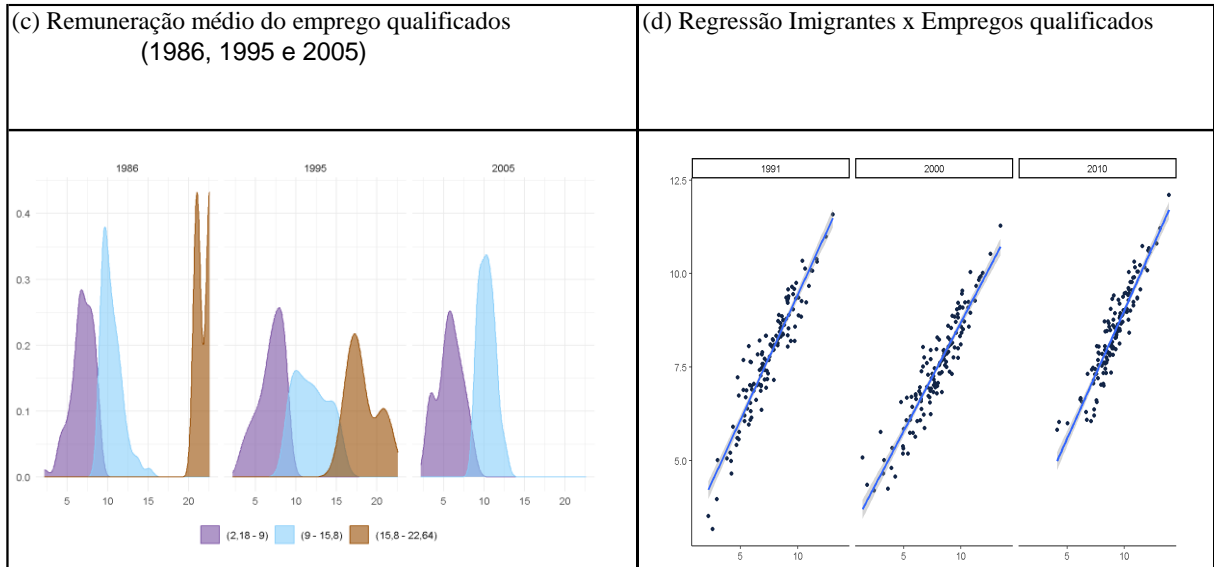 (c) Remuneração médio do emprego qualificados
(1986, 1995 e 2005)
(d) Regressão Imigrantes x Empregos qualificados
1986 1995 2005
0.4
0.3
0.2
0.1
0.0
5 10 15 20 5 10 15 20 5 10 15 20
(2,18 - 9) (9 - 15,8) (15,8 - 22,64)
1991 2000 2010
12.5
10.0
7.5
5.0
5 10 5 10 5 10